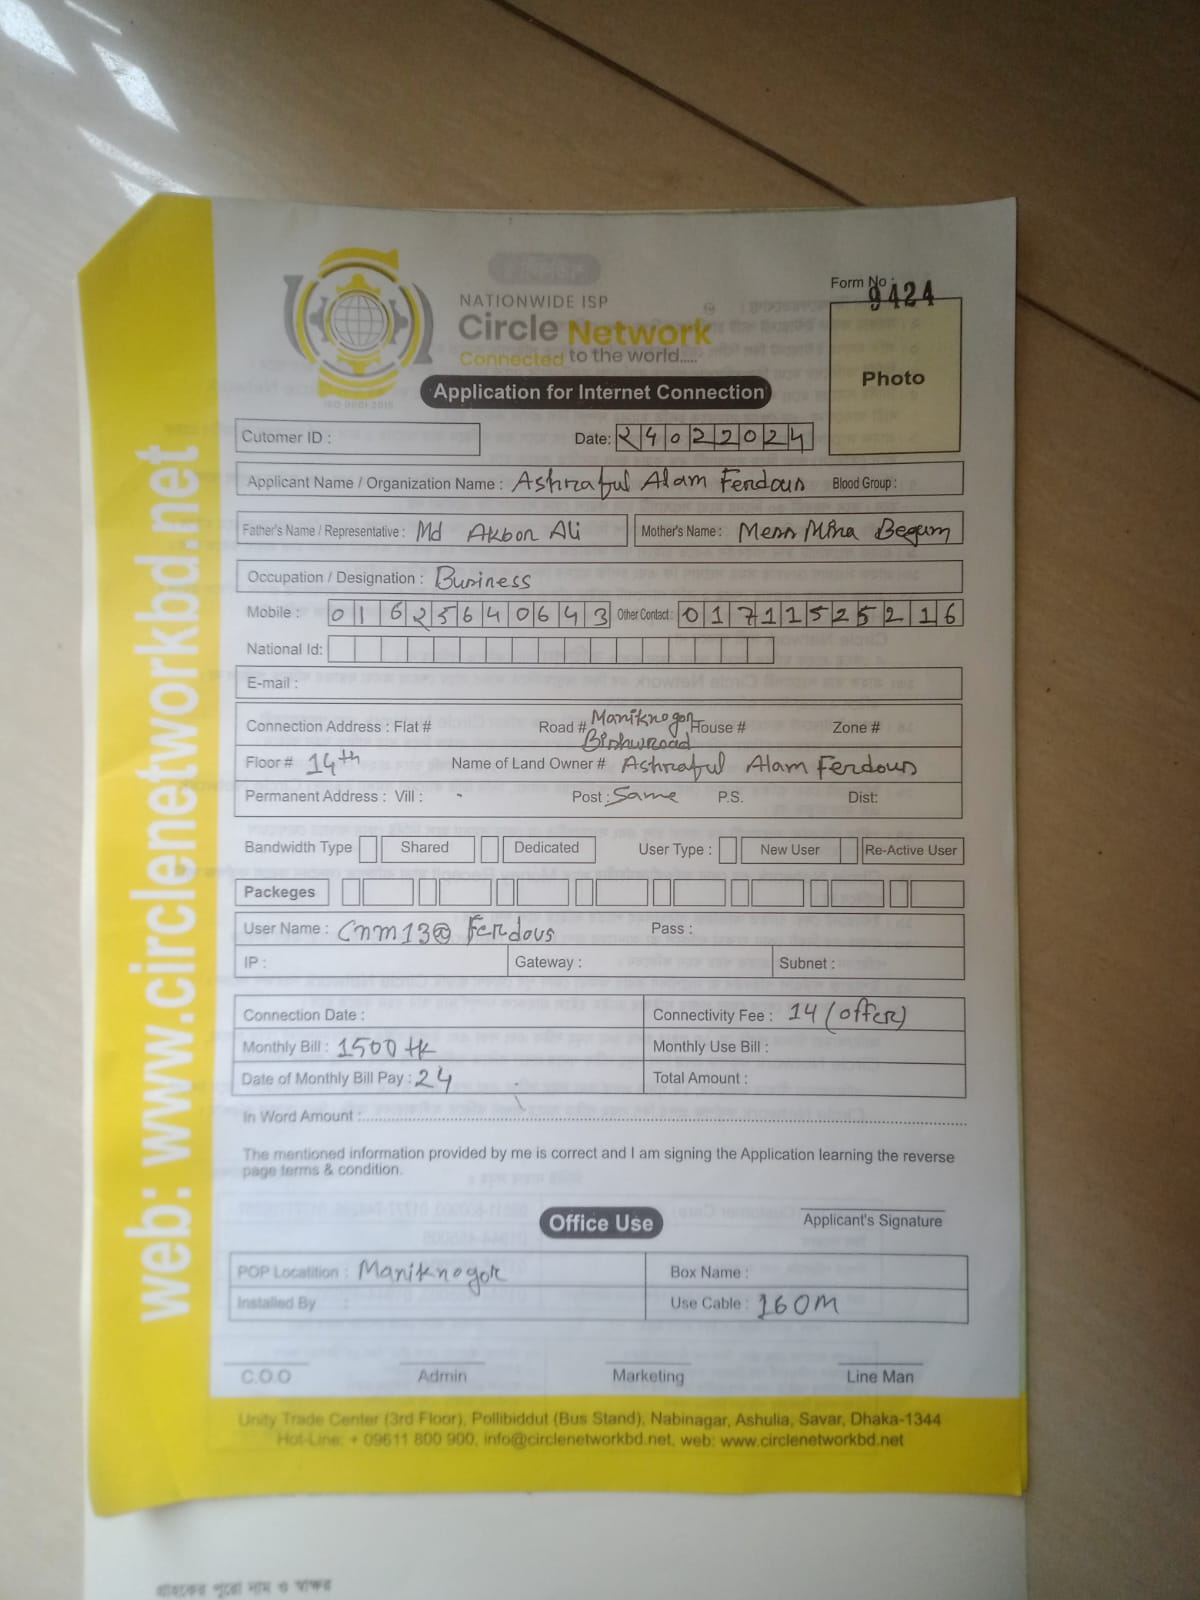 Form No : 9424
NATIONWIDE ISP
Circle Network
Connected to the world.....
ISO 9001:2015
Application for Internet Connection
Photo
Cutomer ID :
Date: 24022024
Applicant Name / Organization Name : Ashraful Alam Ferdous Blood Group :
Father's Name / Representative : Md Akbor Ali Mother's Name : Mina Begum
Occupation / Designation : Business
Mobile : 01625640643 Other Contact : 01711525216
National Id:
E-mail :
Connection Address : Flat # Road # Maniknogor Bishwroad House # Zone #
Floor # 14th Name of Land Owner # Ashraful Alam Ferdous
Permanent Address : Vill : - Post : Same P.S. Dist:
Bandwidth Type Shared Dedicated User Type : New User Re-Active User
Packeges
User Name : Cnm13@ Ferdous Pass :
IP : Gateway : Subnet :
Connection Date : Connectivity Fee : 14 (offer)
Monthly Bill : 1500 tk Monthly Use Bill :
Date of Monthly Bill Pay : 24 Total Amount :
In Word Amount :
The mentioned information provided by me is correct and I am signing the Application learning the reverse
page terms & condition.
Applicant's Signature
Office Use
POP Locatition : Maniknogor Box Name :
Installed By : Use Cable : 160M
C.O.O Admin Marketing Line Man
Unity Trade Center (3rd Floor), Pollibiddut (Bus Stand), Nabinagar, Ashulia, Savar, Dhaka-1344
Hot-Line: + 09611 800 900, info@circlenetworkbd.net, web: www.circlenetworkbd.net
web: www.circlenetworkbd.net
গ্রাহকের পুরো নাম ও স্বাক্ষর